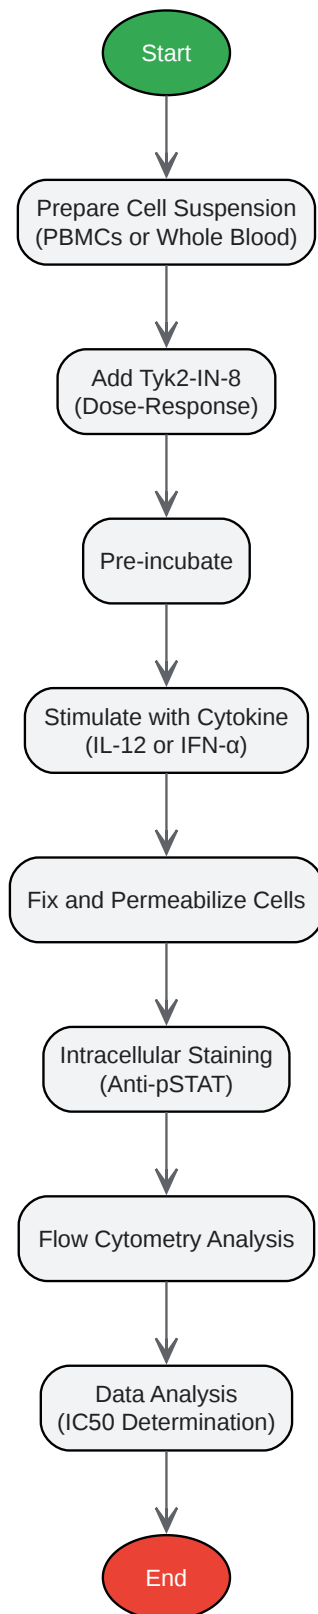 Start
Prepare Cell Suspension
(PBMCs or Whole Blood)
Add Tyk2-IN-8
(Dose-Response)
Pre-incubate
Stimulate with Cytokine
(IL-12 or IFN-α)
Fix and Permeabilize Cells
Intracellular Staining
(Anti-pSTAT)
Flow Cytometry Analysis
Data Analysis
(IC50 Determination)
End